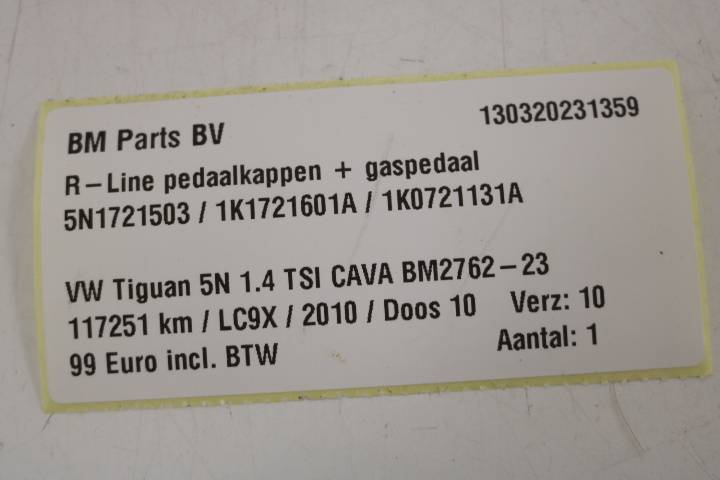 BM Parts BV 130320231359
R-Line pedaalkappen + gaspedaal
5N1721503 / 1K1721601A / 1K0721131A
VW Tiguan 5N 1.4 TSI CAVA BM2762-23
117251 km / LC9X / 2010 / Doos 10 Verz: 10
99 Euro incl. BTW Aantal: 1